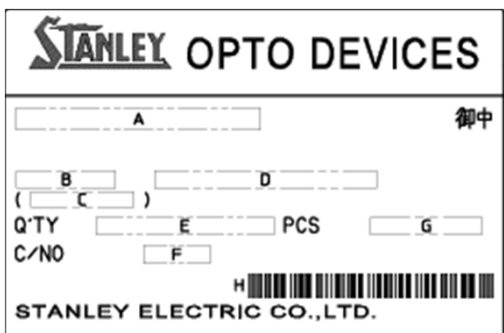 STANLEY OPTO DEVICES
A 御中
B D
( C )
Q'TY E PCS G
C/NO F
H
STANLEY ELECTRIC CO.,LTD.